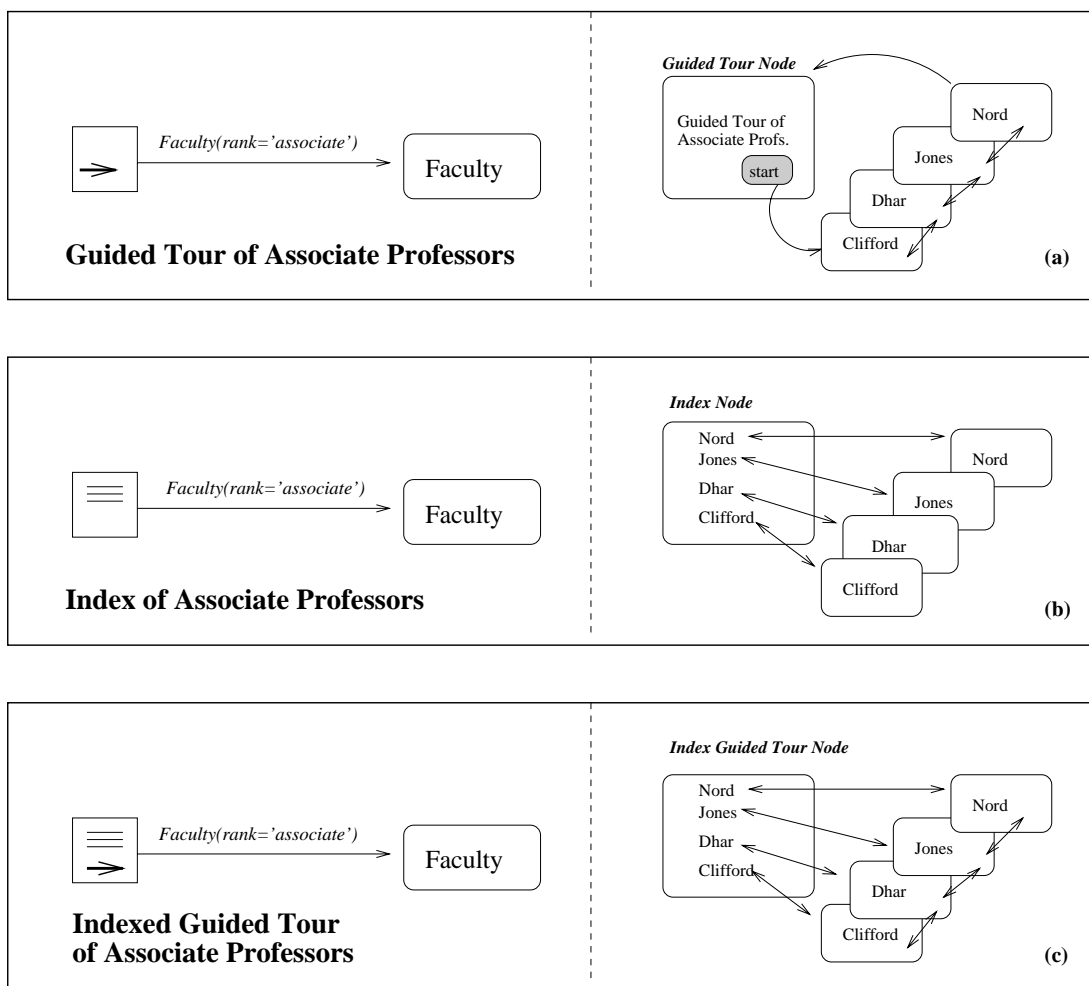 Faculty(rank='associate')
Faculty
Guided Tour of Associate Professors
Guided Tour Node
Guided Tour of
Associate Profs.
start
Nord
Jones
Dhar
Clifford
(a)
Faculty(rank='associate')
Faculty
Index of Associate Professors
Index Node
Nord
Jones
Dhar
Clifford
Nord
Jones
Dhar
Clifford
(b)
Faculty(rank='associate')
Faculty
Indexed Guided Tour
of Associate Professors
Index Guided Tour Node
Nord
Jones
Dhar
Clifford
Nord
Jones
Dhar
Clifford
(c)